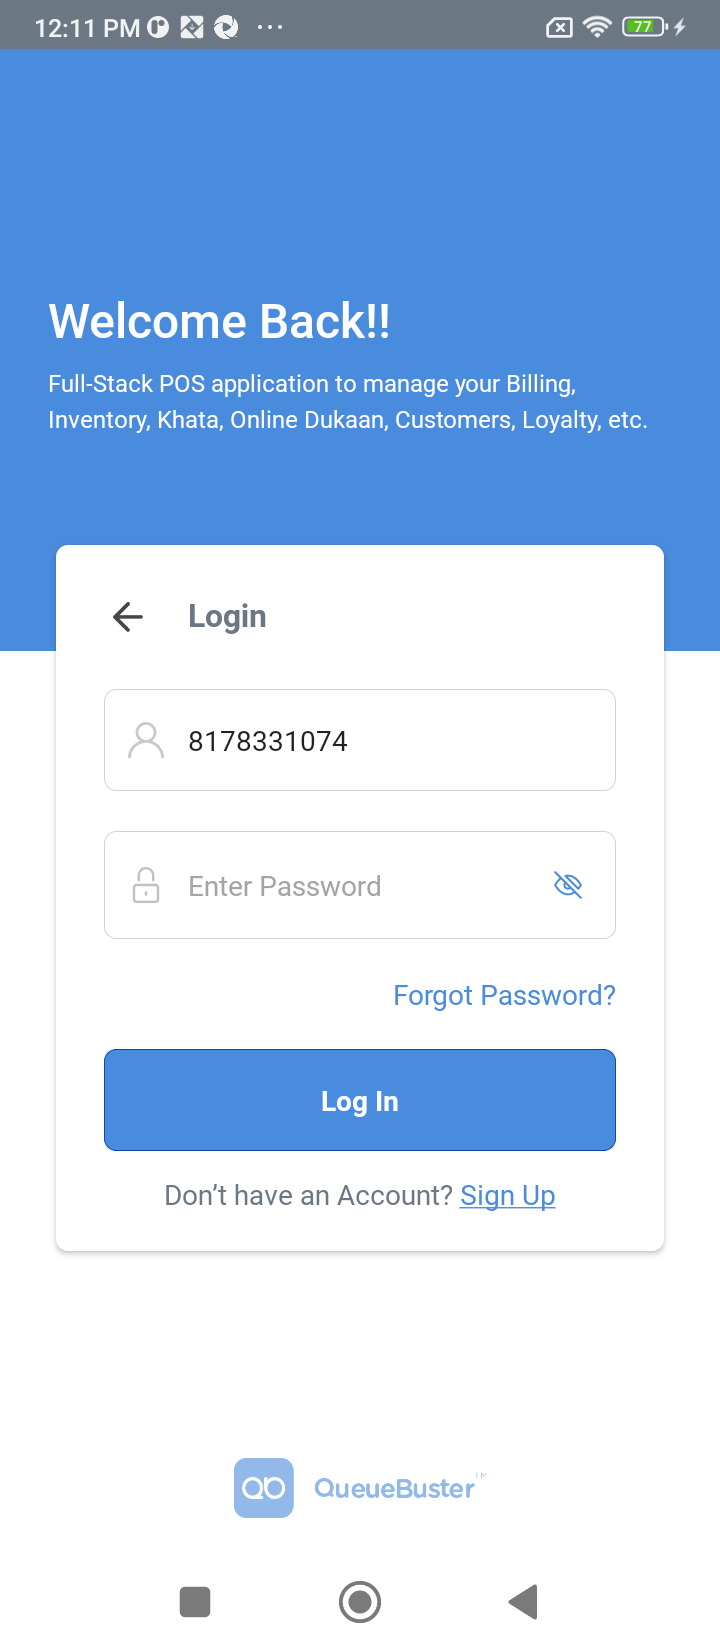 12:11 PM
77
Welcome Back!!
Full-Stack POS application to manage your Billing,
Inventory, Khata, Online Dukaan, Customers, Loyalty, etc.
Login
8178331074
Enter Password
Forgot Password?
Log In
Don’t have an Account? Sign Up
QueueBuster™